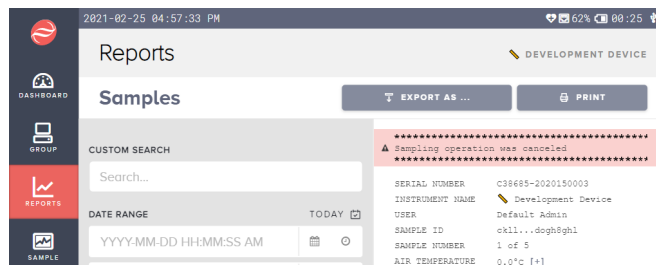 2021-02-25 04:57:33 PM
62% 00:25
Reports
DEVELOPMENT DEVICE
DASHBOARD
Samples
EXPORT AS ...
PRINT
GROUP
CUSTOM SEARCH
Search...
REPORTS
DATE RANGE
TODAY
YYYY-MM-DD HH:MM:SS AM
SAMPLE
**************************************
Sampling operation was canceled
**************************************
SERIAL NUMBER C38685-2020150003
INSTRUMENT NAME Development Device
USER Default Admin
SAMPLE ID ckll...dogh8ghl
SAMPLE NUMBER 1 of 5
AIR TEMPERATURE 0.0°C [+]